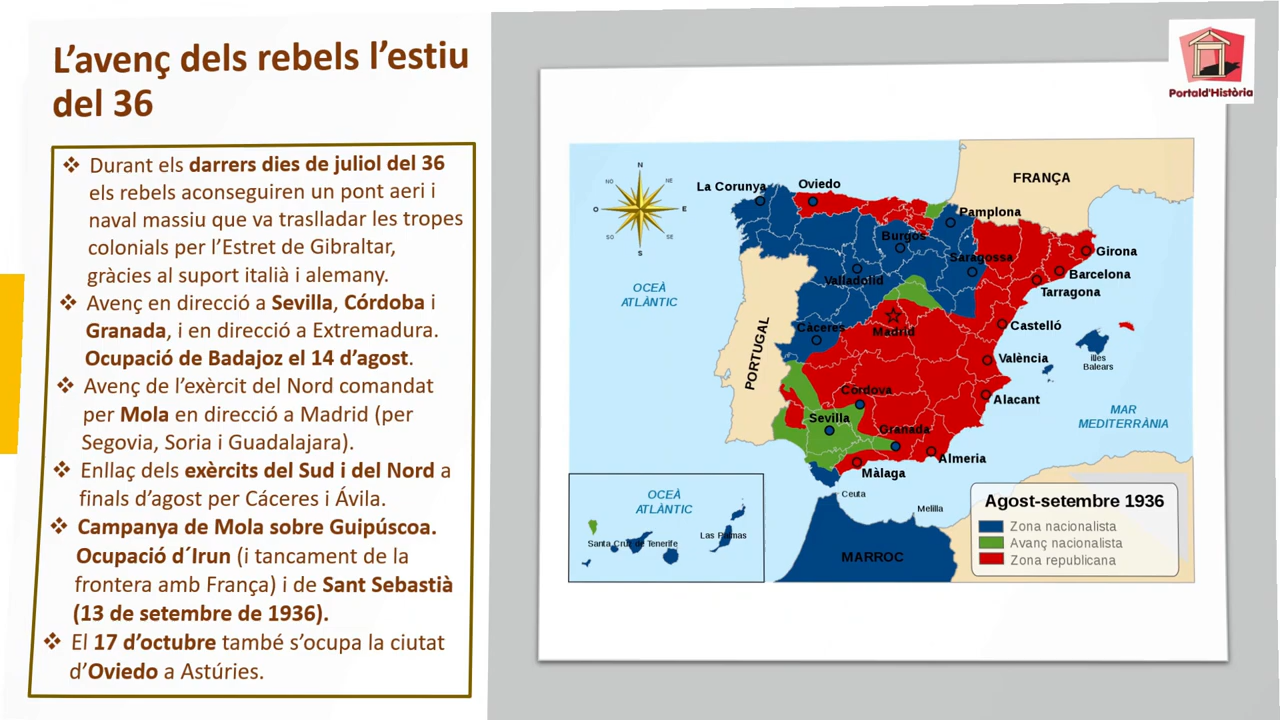 L’avenç dels rebels l’estiu
del 36
❖ Durant els darrers dies de juliol del 36
els rebels aconseguiren un pont aeri i
naval massiu que va traslladar les tropes
colonials per l’Estret de Gibraltar,
gràcies al suport italià i alemany.
❖ Avenç en direcció a Sevilla, Córdoba i
Granada, i en direcció a Extremadura.
Ocupació de Badajoz el 14 d’agost.
❖ Avenç de l’exèrcit del Nord comandat
per Mola en direcció a Madrid (per
Segovia, Soria i Guadalajara).
❖ Enllaç dels exèrcits del Sud i del Nord a
finals d’agost per Cáceres i Ávila.
❖ Campanya de Mola sobre Guipúscoa.
Ocupació d´Irun (i tancament de la
frontera amb França) i de Sant Sebastià
(13 de setembre de 1936).
❖ El 17 d’octubre també s’ocupa la ciutat
d’Oviedo a Astúries.
Portald'Història
N
NO
NE
O
E
SO
SE
S
FRANÇA
La Corunya
Oviedo
Pamplona
Burgos
Girona
Saragossa
Barcelona
Valladolid
Tarragona
OCEÀ
ATLÀNTIC
Castelló
Càceres
Madrid
PORTUGAL
València
illes
Balears
Còrdova
Alacant
Sevilla
Granada
MAR
MEDITERRÀNIA
Almeria
Màlaga
Ceuta
Melilla
MARROC
OCEÀ
ATLÀNTIC
Santa Cruz de Tenerife
Las Palmas
Agost-setembre 1936
Zona nacionalista
Avanç nacionalista
Zona republicana